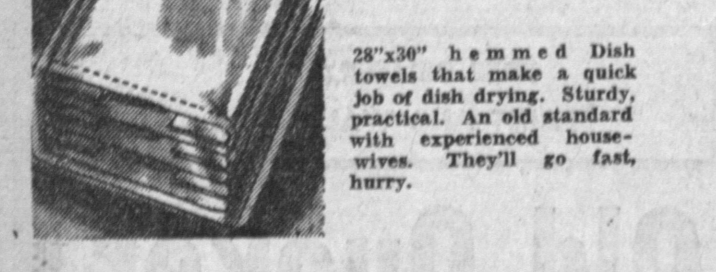 28"x30" hemmed Dish
towels that make a quick
job of dish drying. Sturdy,
practical. An old standard
with experienced house-
wives. They'll go fast,
hurry.